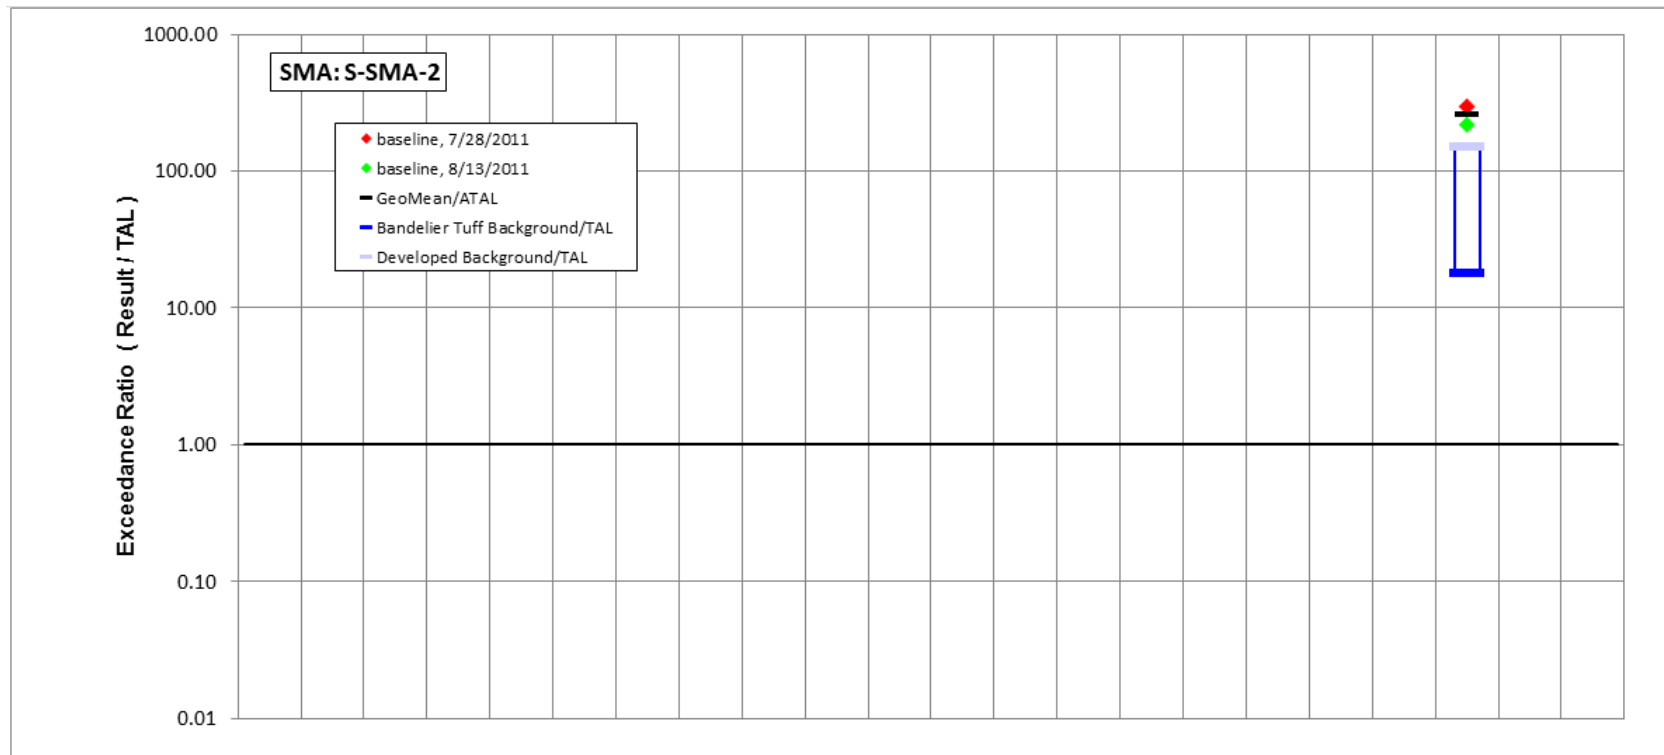 1000.00
SMA: S-SMA-2
baseline, 7/28/2011
baseline, 8/13/2011
GeoMean/ATAL
Bandelier Tuff Background/TAL
Developed Background/TAL
100.00
10.00
1.00
0.10
0.01
Exceedance Ratio ( Result / TAL )